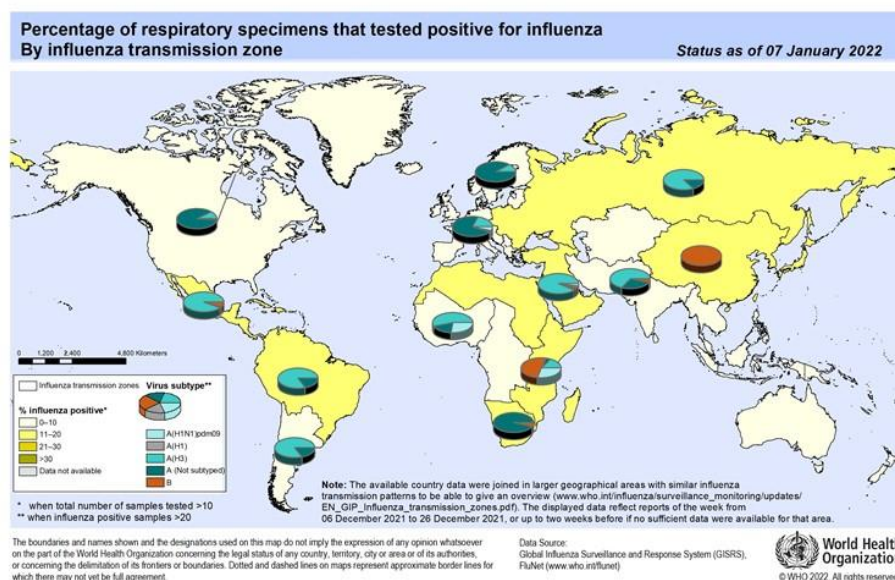 Percentage of respiratory specimens that tested positive for influenza
By influenza transmission zone
Status as of 07 January 2022
0 1,200 2,400 4,800 Kilometers
Influenza transmission zones
% influenza positive*
0–10
11–20
21–30
>30
Data not available
Virus subtype**
A(H1N1)pdm09
A(H1)
A(H3)
A (Not subtyped)
B
* when total number of samples tested >10
** when influenza positive samples >20
Note: The available country data were joined in larger geographical areas with similar influenza
transmission patterns to be able to give an overview (www.who.int/influenza/surveillance_monitoring/updates/
EN_GIP_Influenza_transmission_zones.pdf). The displayed data reflect reports of the week from
06 December 2021 to 26 December 2021, or up to two weeks before if no sufficient data were available for that area.
The boundaries and names shown and the designations used on this map do not imply the expression of any opinion whatsoever
on the part of the World Health Organization concerning the legal status of any country, territory, city or area or of its authorities,
or concerning the delimitation of its frontiers or boundaries. Dotted and dashed lines on maps represent approximate border lines for
which there may not yet be full agreement.
Data Source:
Global Influenza Surveillance and Response System (GISRS),
FluNet (www.who.int/flunet)
World Healt
Organizatio
© WHO 2022. All rights reserve